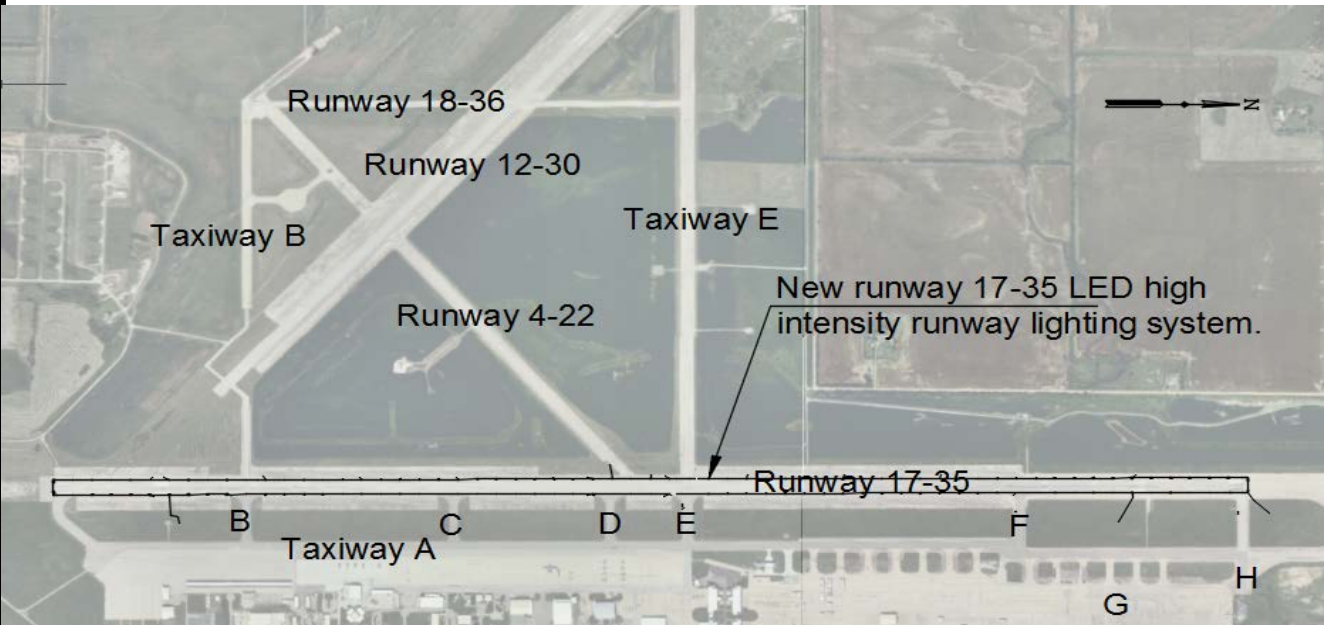 Runway 18-36
N
Runway 12-30
Taxiway B
Taxiway E
New runway 17-35 LED high
intensity runway lighting system.
Runway 4-22
Runway 17-35
B
C
D
E
F
Taxiway A
H
G